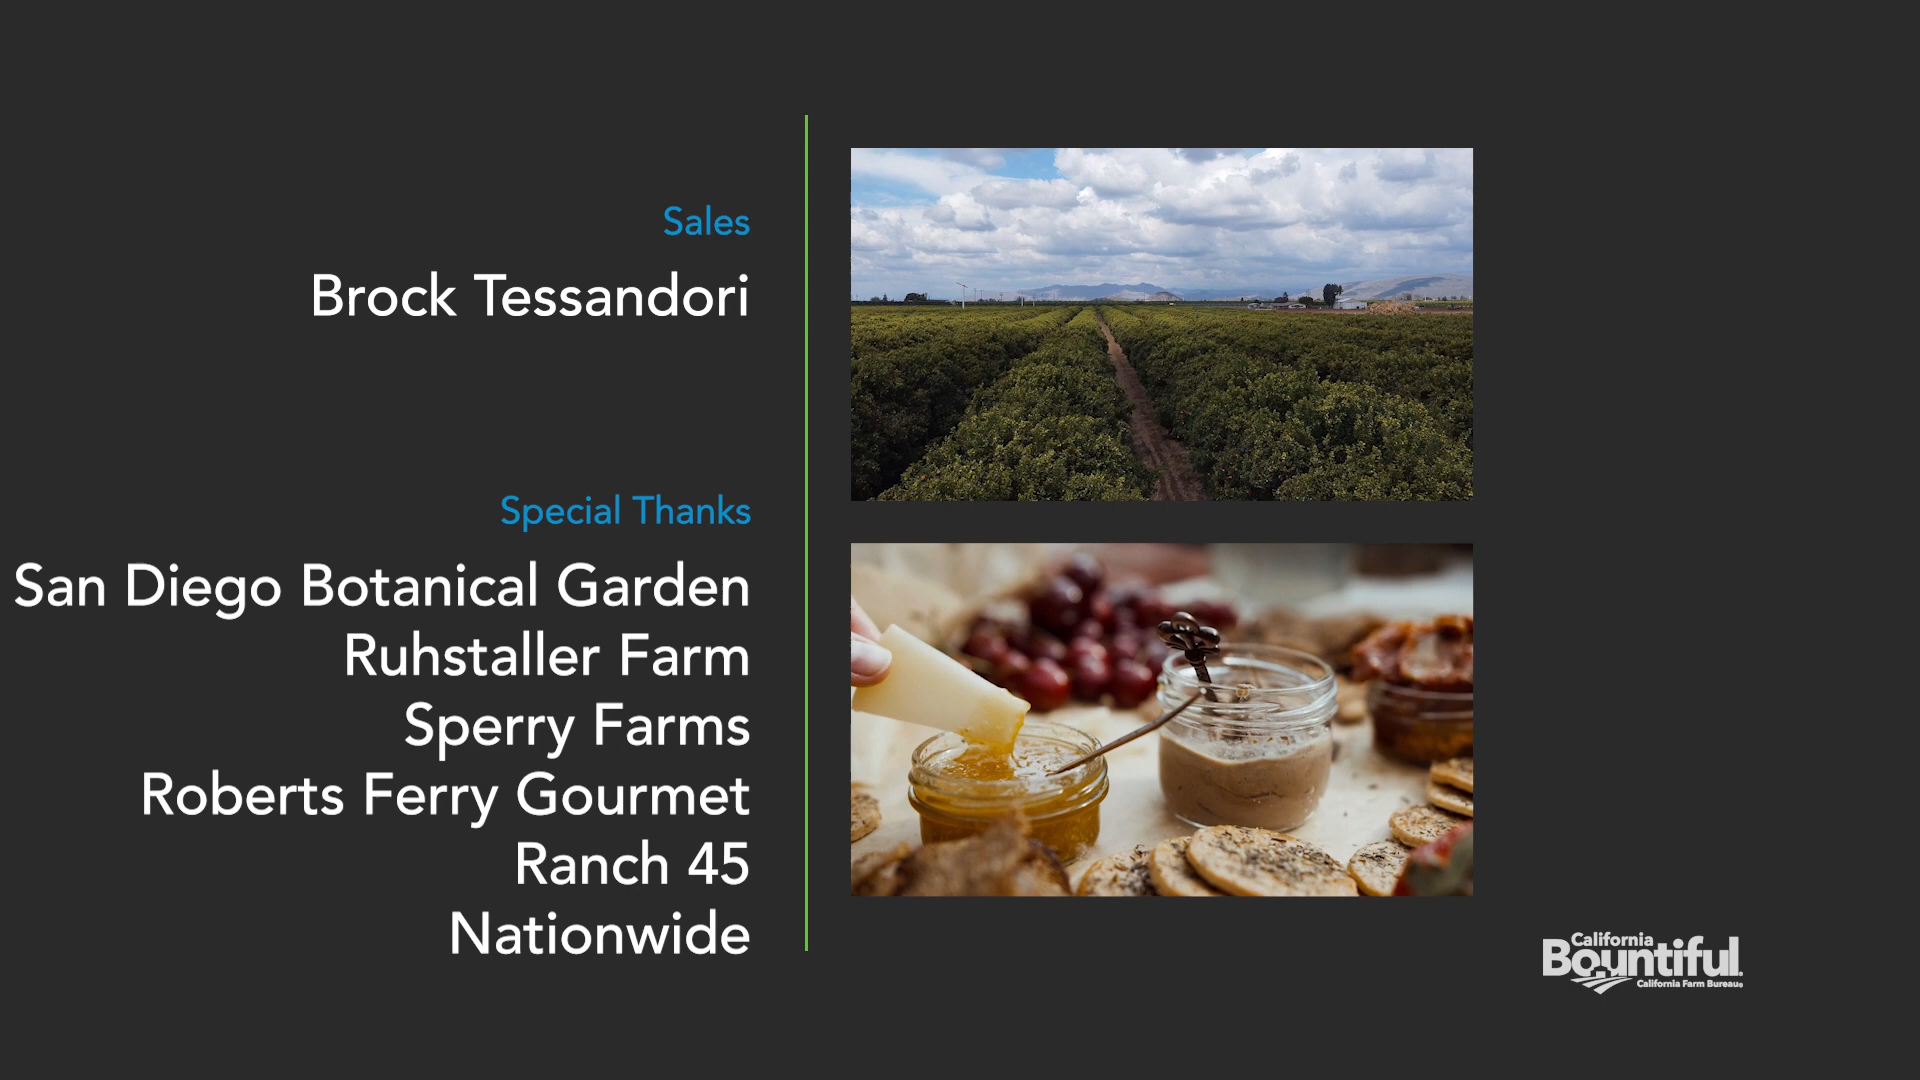 Sales
Brock Tessandori
Special Thanks
San Diego Botanical Garden
Ruhstaller Farm
Sperry Farms
Roberts Ferry Gourmet
Ranch 45
Nationwide
California
Bountiful.
California Farm Bureau®